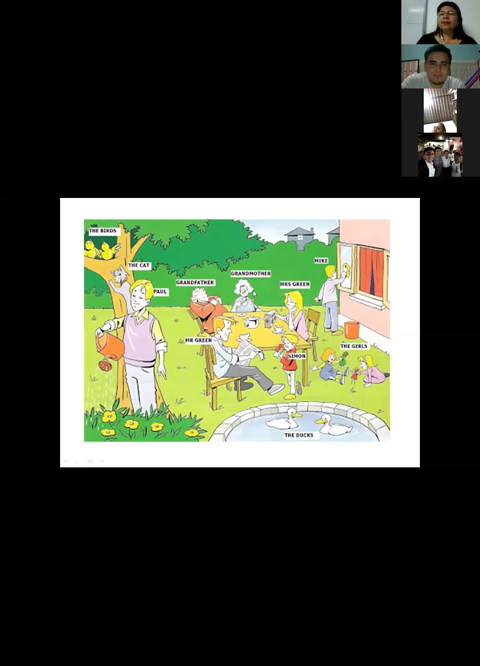 THE BIRDS
THE CAT
PAUL
GRANDFATHER
GRANDMOTHER
MRS GREEN
MIKE
MR GREEN
SIMON
THE GIRLS
THE DUCKS